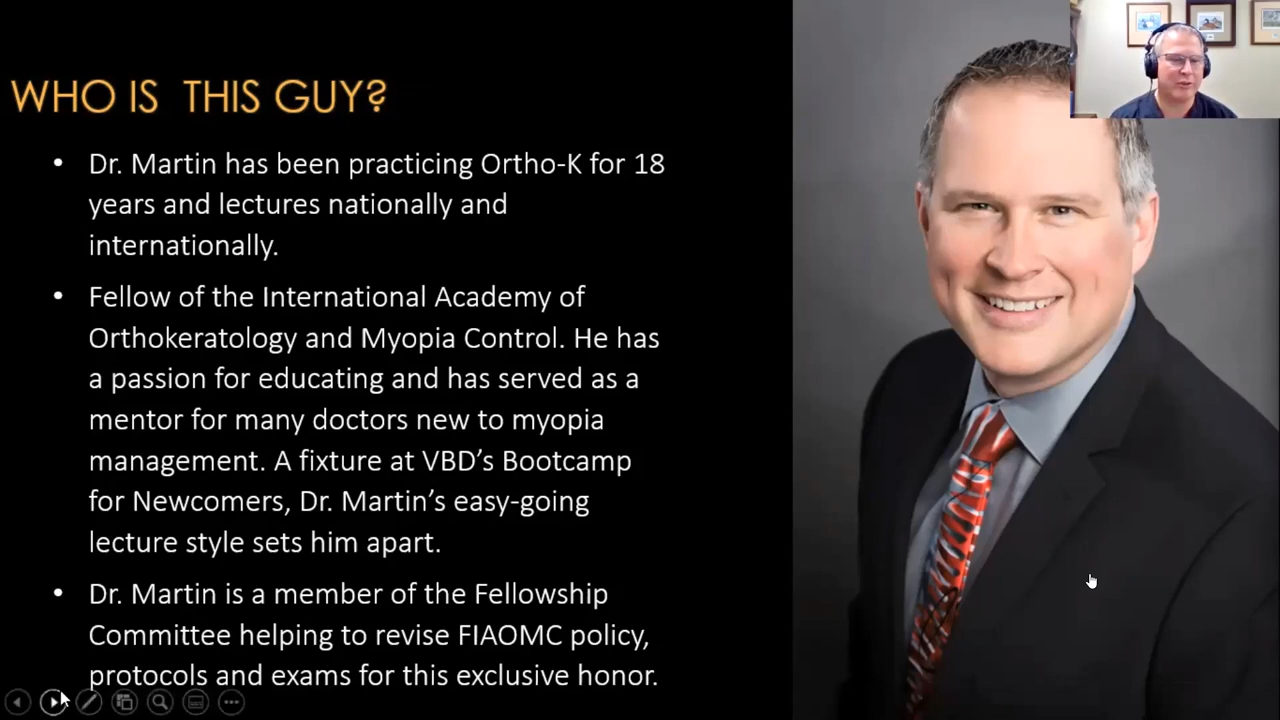 WHO IS THIS GUY?
• Dr. Martin has been practicing Ortho-K for 18
years and lectures nationally and
internationally.
• Fellow of the International Academy of
Orthokeratology and Myopia Control. He has
a passion for educating and has served as a
mentor for many doctors new to myopia
management. A fixture at VBD’s Bootcamp
for Newcomers, Dr. Martin’s easy-going
lecture style sets him apart.
• Dr. Martin is a member of the Fellowship
Committee helping to revise FIAOMC policy,
protocols and exams for this exclusive honor.